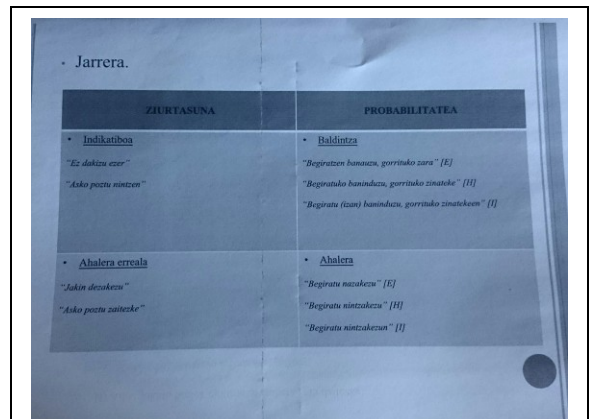 • Jarrera.
ZIURTASUNA
PROBABILITATEA
• Indikatiboa
"Ez dakizu ezer"
"Asko poztu nintzen"
• Baldintza
"Begiratzen banauzu, gorrituko zara" [E]
"Begiratuko baninduzu, gorrituko zinateke" [H]
"Begiratu (izan) baninduzu, gorrituko zinatekeen" [I]
• Ahalera erreala
"Jakin dezakezu"
"Asko poztu zaitezke"
• Ahalera
"Begiratu nazakezu" [E]
"Begiratu nintzakezu" [H]
"Begiratu nintzakezun" [I]